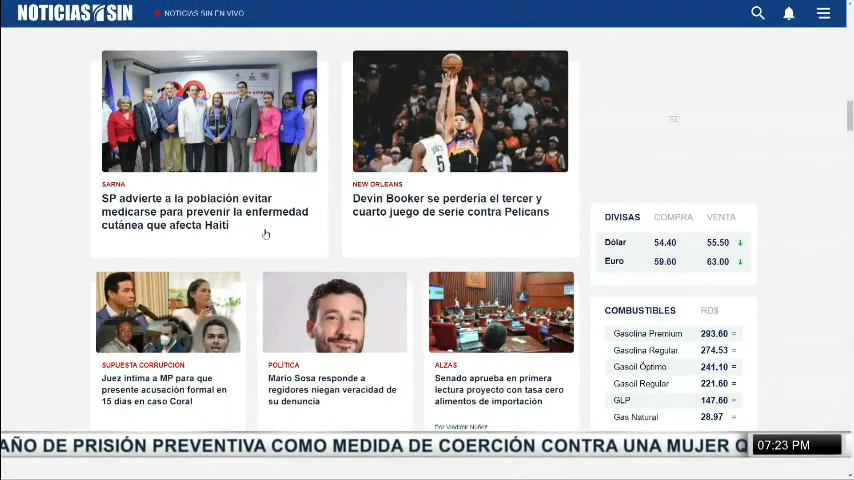 NOTICIAS SIN
NOTICIAS SIN EN VIVO
SARNA
SP advierte a la población evitar
medicarse para prevenir la enfermedad
cutánea que afecta Haití
NEW ORLEANS
Devin Booker se perdería el tercer y
cuarto juego de serie contra Pelicans
Ad
DIVISAS COMPRA VENTA
Dólar 54.40 55.50
Euro 59.60 63.00
SUPUESTA CORRUPCIÓN
Juez intima a MP para que
presente acusación formal en
15 días en caso Coral
POLÍTICA
Mario Sosa responde a
regidores niegan veracidad de
su denuncia
ALZAS
Senado aprueba en primera
lectura proyecto con tasa cero
alimentos de importación
Por Vladimir Núñez
COMBUSTIBLES RD$
Gasolina Premium 293.60 =
Gasolina Regular 274.53 =
Gasoil Óptimo 241.10 =
Gasoil Regular 221.60 =
GLP 147.60 =
Gas Natural 28.97 =
AÑO DE PRISIÓN PREVENTIVA COMO MEDIDA DE COERCIÓN CONTRA UNA MUJER Q
07:23 PM